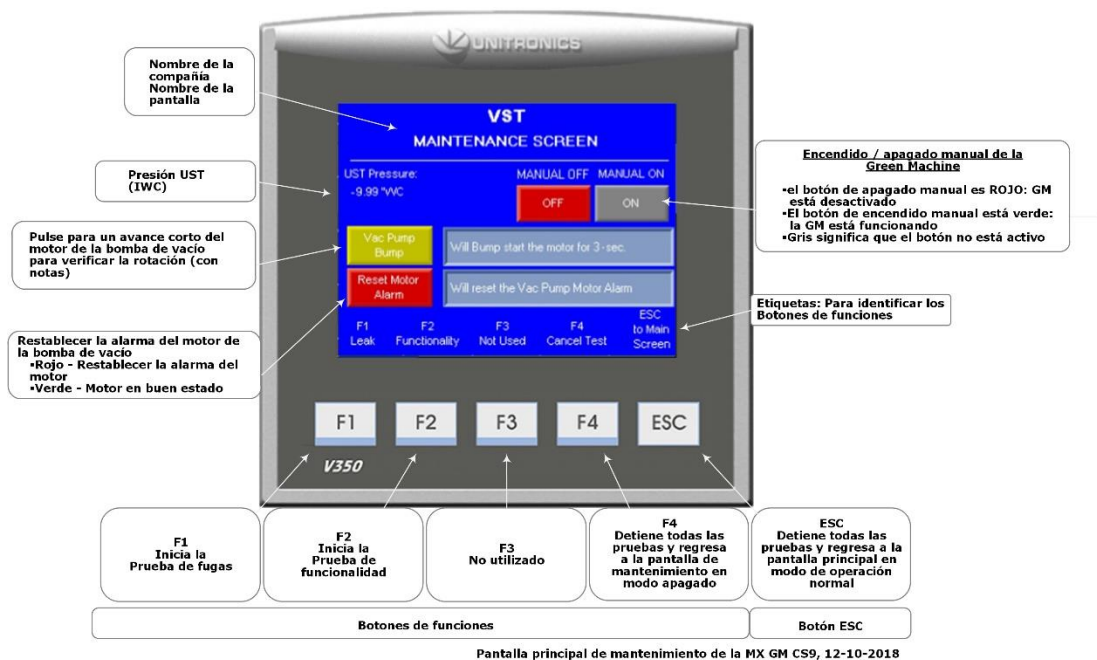 UNITRONICS
Nombre de la
compañía
Nombre de la
pantalla
VST
MAINTENANCE SCREEN
Presión UST
(IWC)
UST Pressure:
-9.99 "WC
MANUAL OFF MANUAL ON
OFF
ON
Encendido / apagado manual de la
Green Machine
▪el botón de apagado manual es ROJO: GM
está desactivado
▪El botón de encendido manual está verde:
la GM está funcionando
▪Gris significa que el botón no está activo
Pulse para un avance corto del
motor de la bomba de vacío
para verificar la rotación (con
notas)
Vac Pump
Bump
Will Bump start the motor for 3-sec.
Reset Motor
Alarm
Will reset the Vac Pump Motor Alarm
Etiquetas: Para identificar los
Botones de funciones
Restablecer la alarma del motor de
la bomba de vacío
▪Rojo - Restablecer la alarma del
motor
▪Verde - Motor en buen estado
F1
Leak
F2
Functionality
F3
Not Used
F4
Cancel Test
ESC
to Main
Screen
F1
F2
F3
F4
ESC
V350
F1
Inicia la
Prueba de fugas
F2
Inicia la
Prueba de
funcionalidad
F3
No utilizado
F4
Detiene todas las
pruebas y regresa
a la pantalla de
mantenimiento en
modo apagado
ESC
Detiene todas las
pruebas y regresa a la
pantalla principal en
modo de operación
normal
Botones de funciones
Botón ESC
Pantalla principal de mantenimiento de la MX GM CS9, 12-10-2018